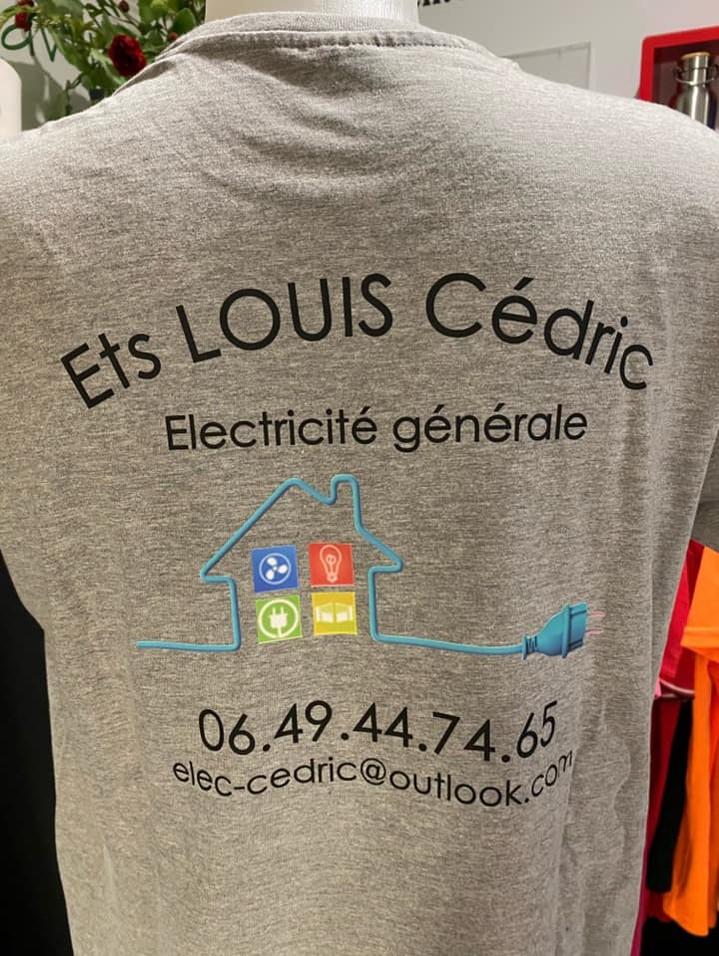 Ets LOUIS Cédric
Electricité générale
06.49.44.74.65
elec-cedric@outlook.com